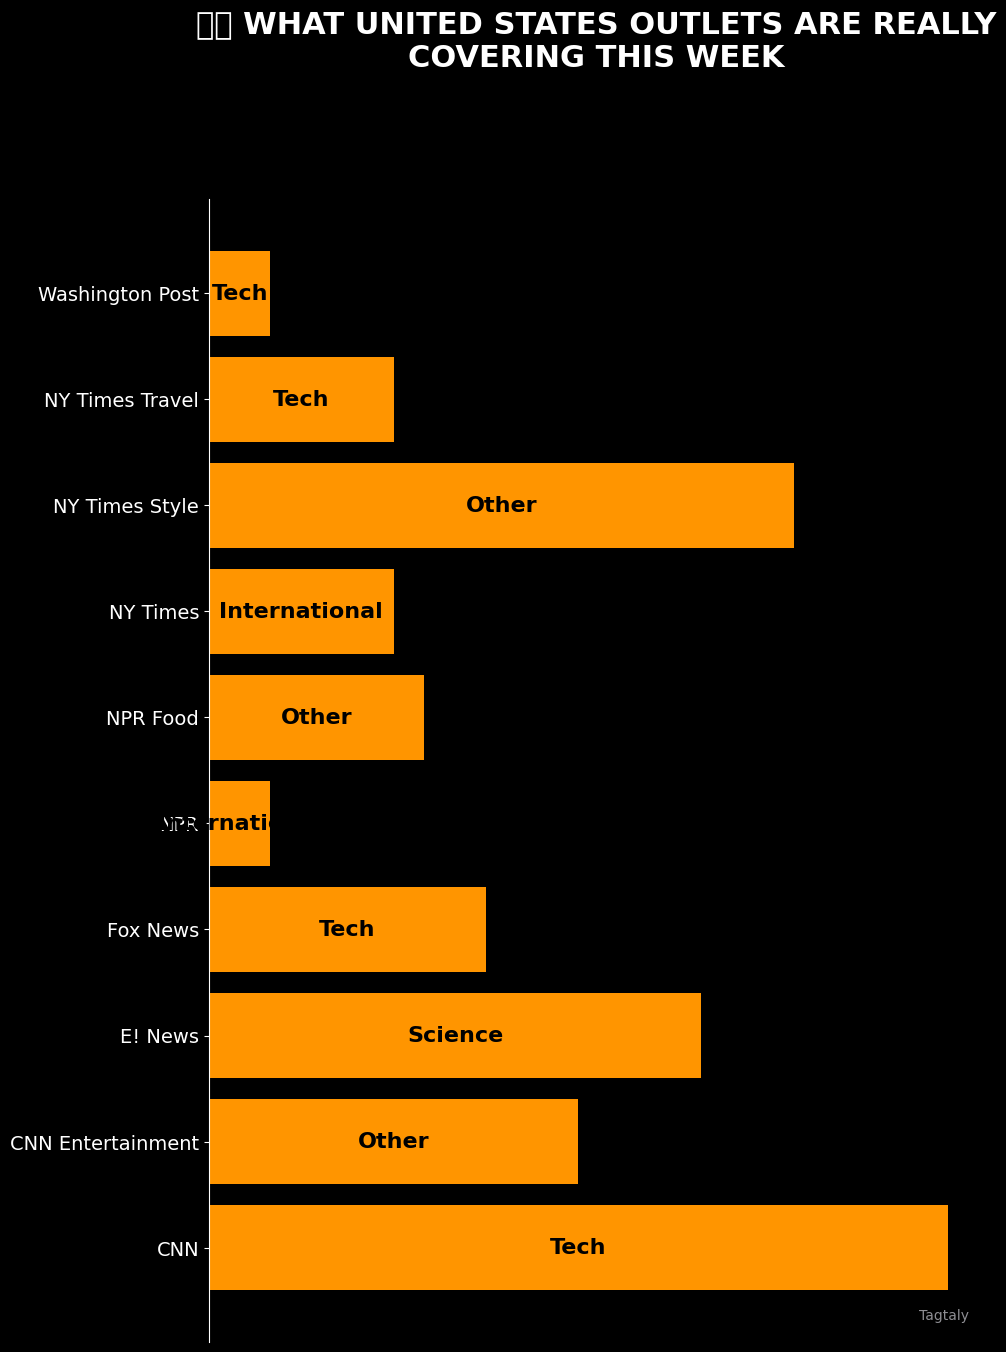 WHAT UNITED STATES OUTLETS ARE REALLY
COVERING THIS WEEK
Washington Post
Tech
NY Times Travel
Tech
NY Times Style
Other
NY Times
International
NPR Food
Other
NPR
Fox News
Tech
E! News
Science
CNN Entertainment
Other
CNN
Tech
Tagtaly